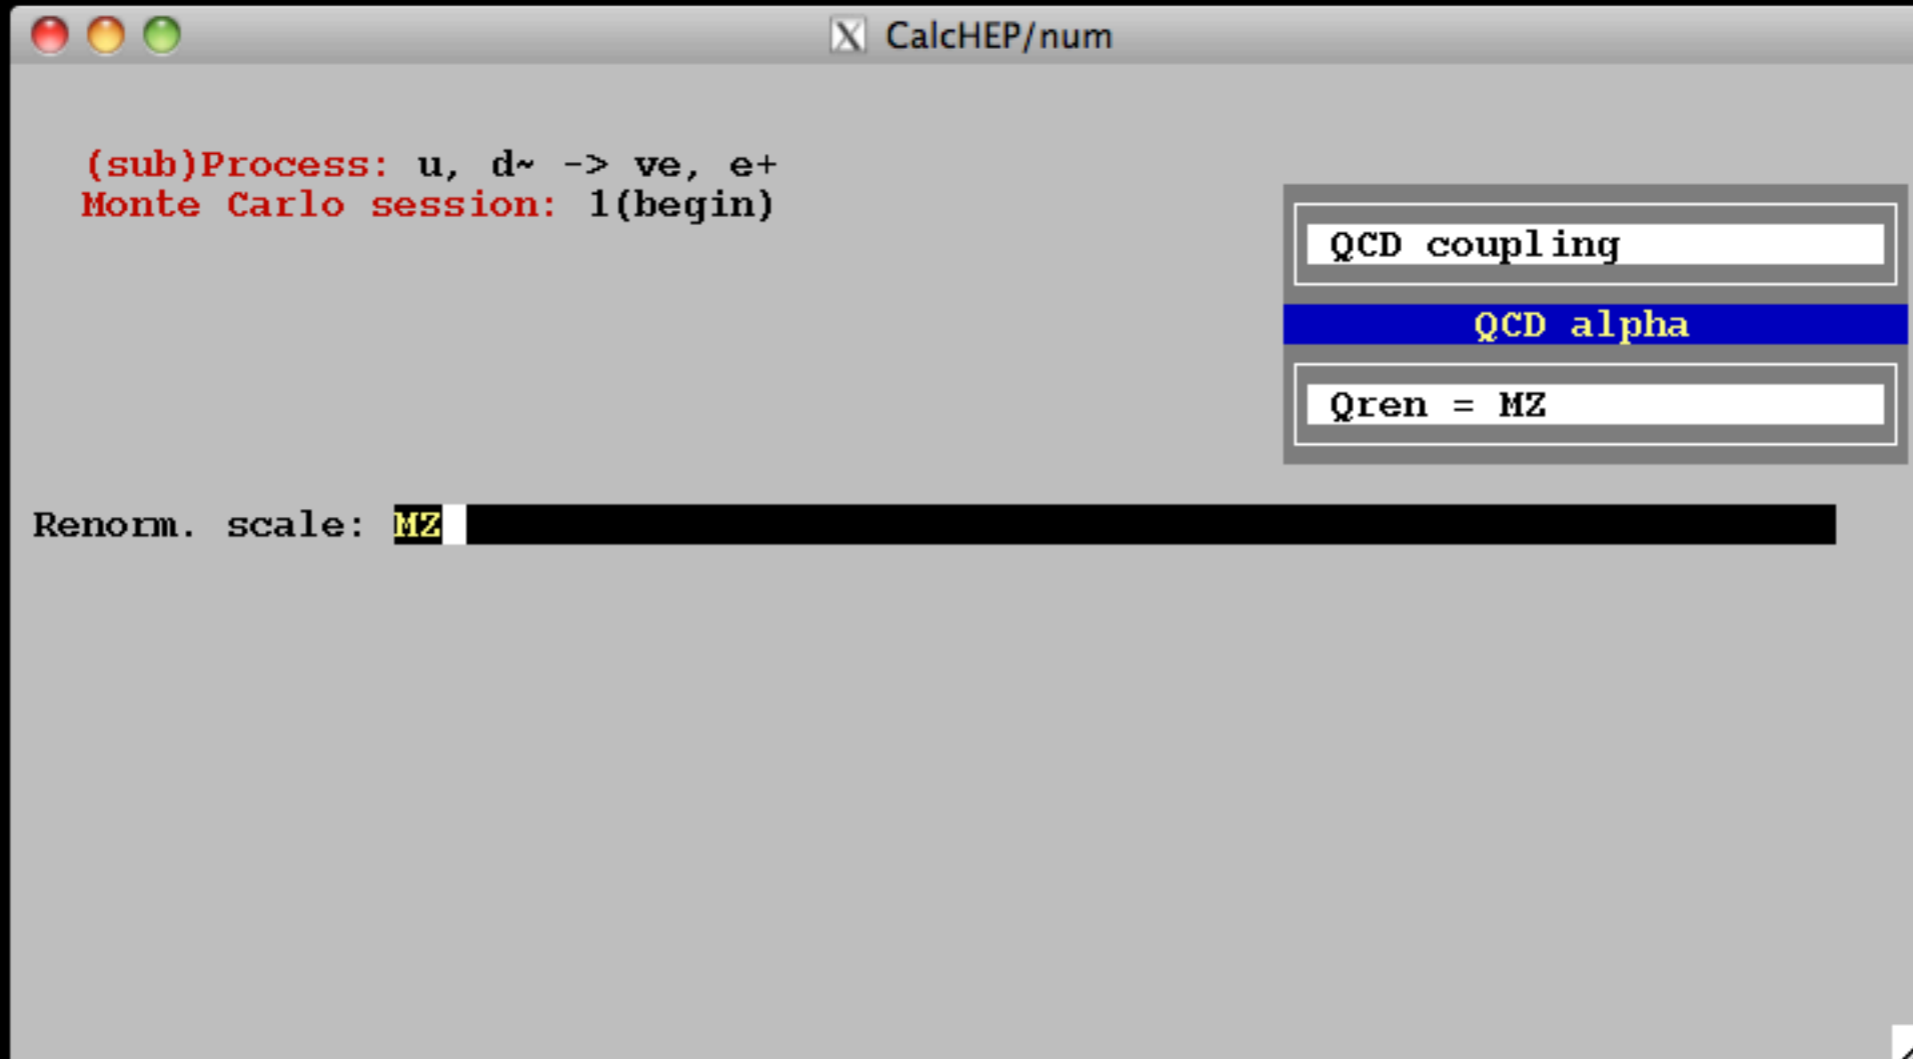 CalcHEP/num
(sub)Process: u, d~ -> ve, e+
Monte Carlo session: 1(begin)
QCD coupling
QCD alpha
Qren = MZ
Renorm. scale: MZ